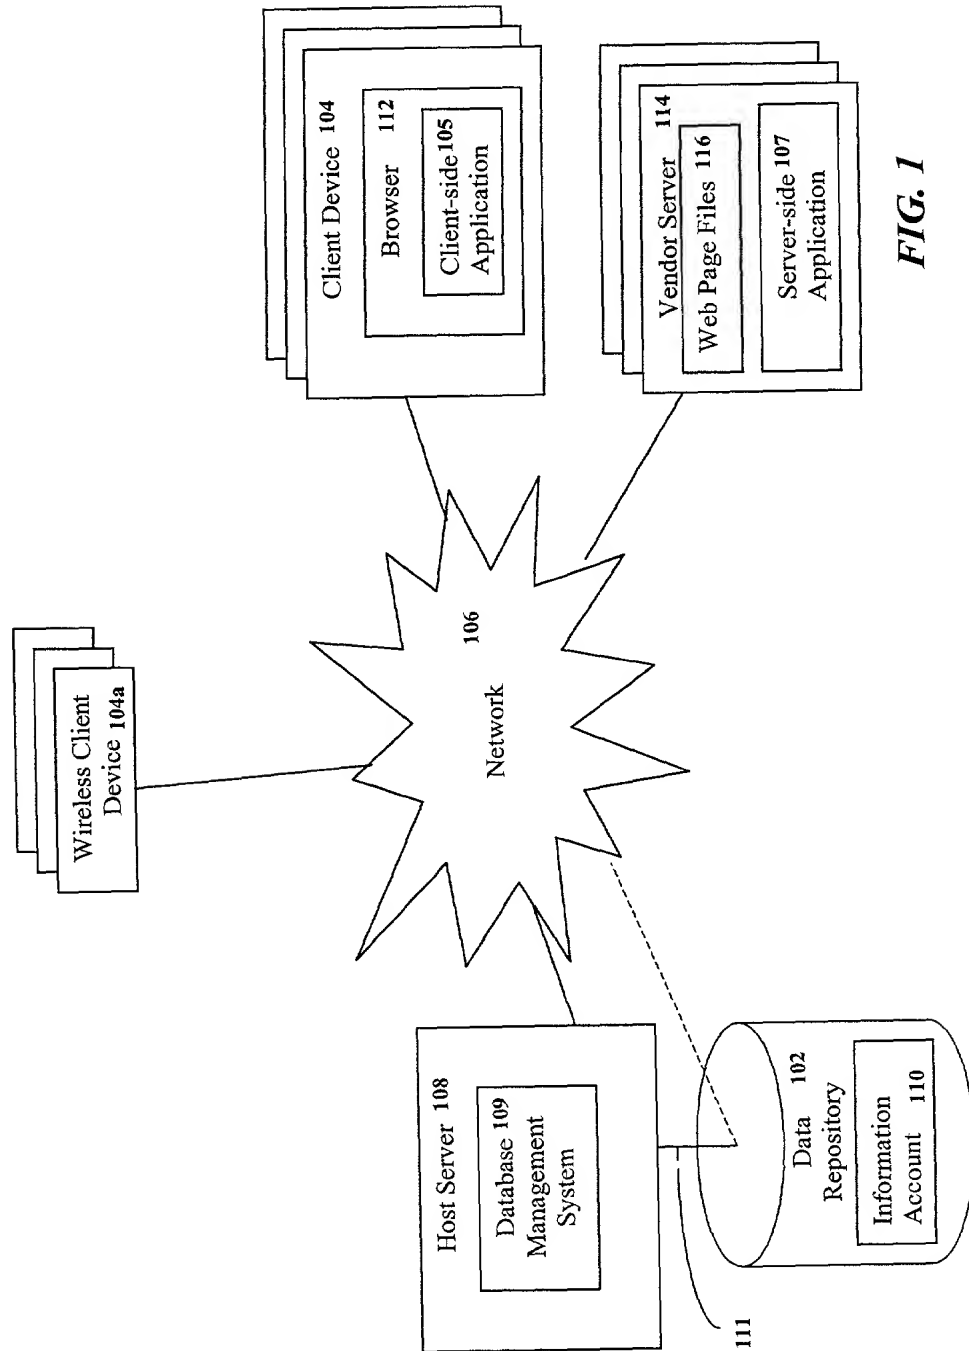 Wireless Client
Device 104a
Host Server 108
Database 109
Management
System
Network
106
Client Device 104
Browser 112
Client-side 105
Application
111
Data 102
Repository
Information
Account 110
Vendor Server 114
Web Page Files 116
Server-side 107
Application
FIG. 1